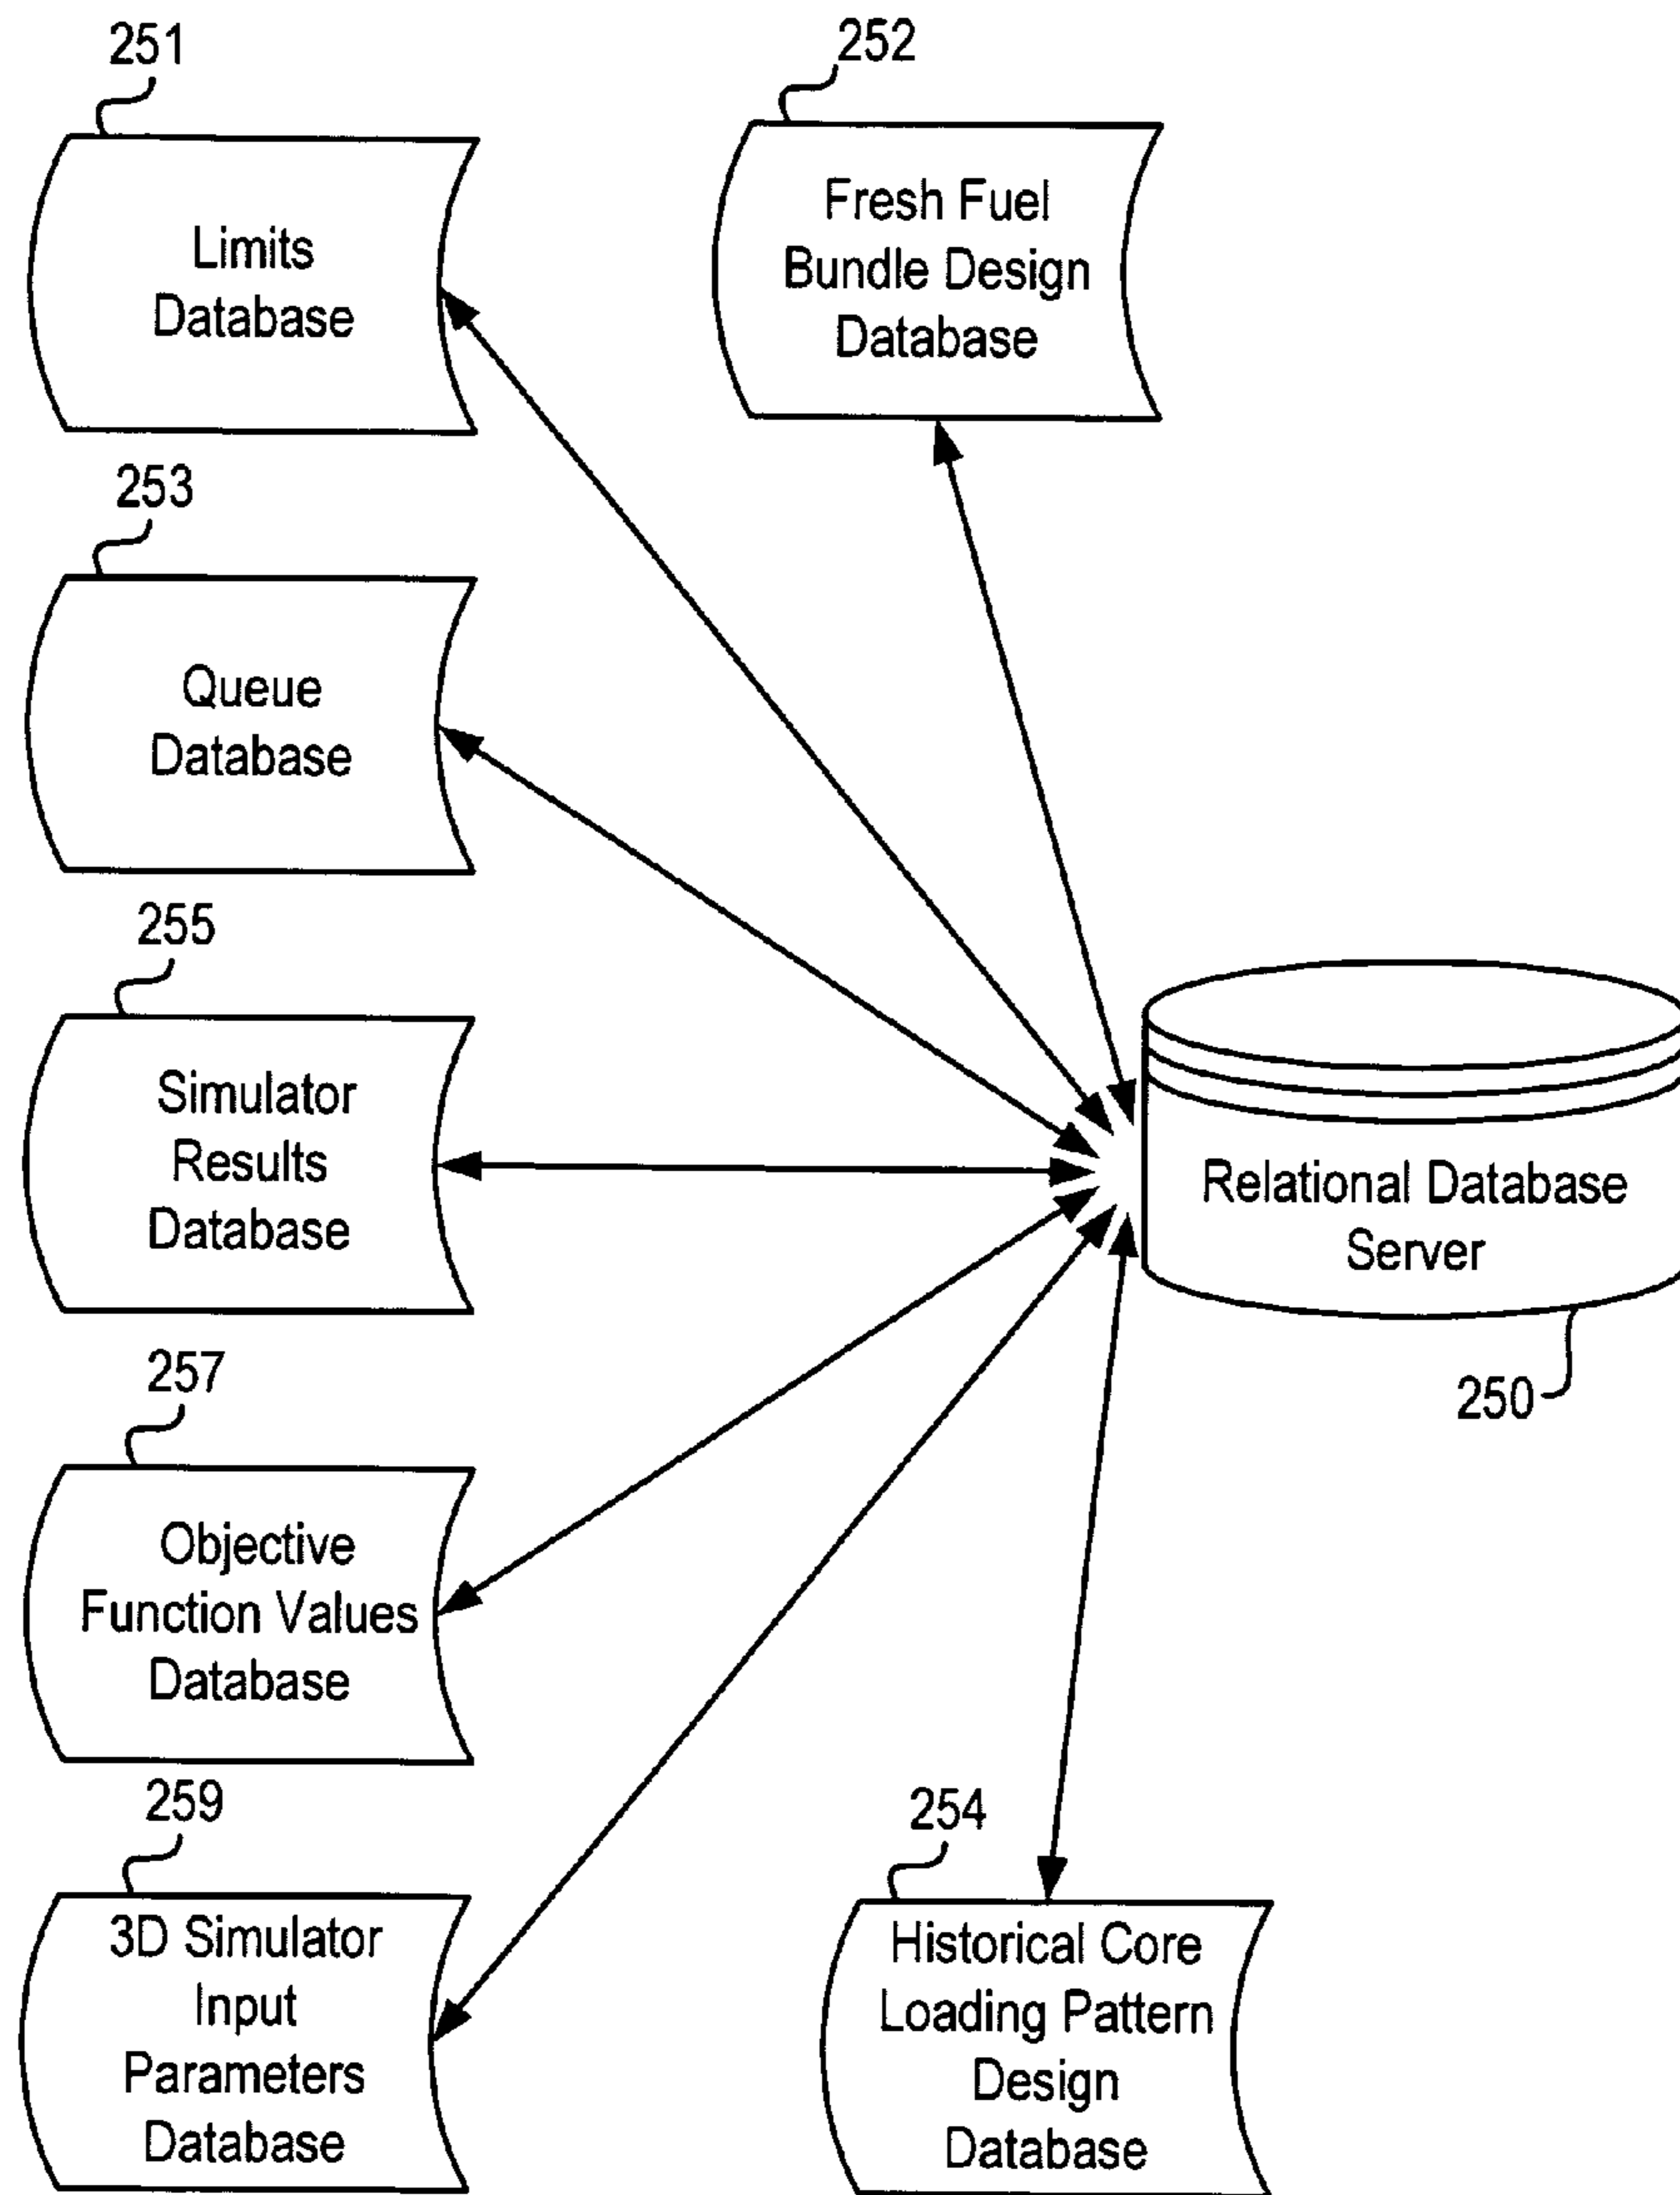 251
Limits
Database
252
Fresh Fuel
Bundle Design
Database
253
Queue
Database
255
Simulator
Results
Database
Relational Database
Server
250
257
Objective
Function Values
Database
259
3D Simulator
Input
Parameters
Database
254
Historical Core
Loading Pattern
Design
Database